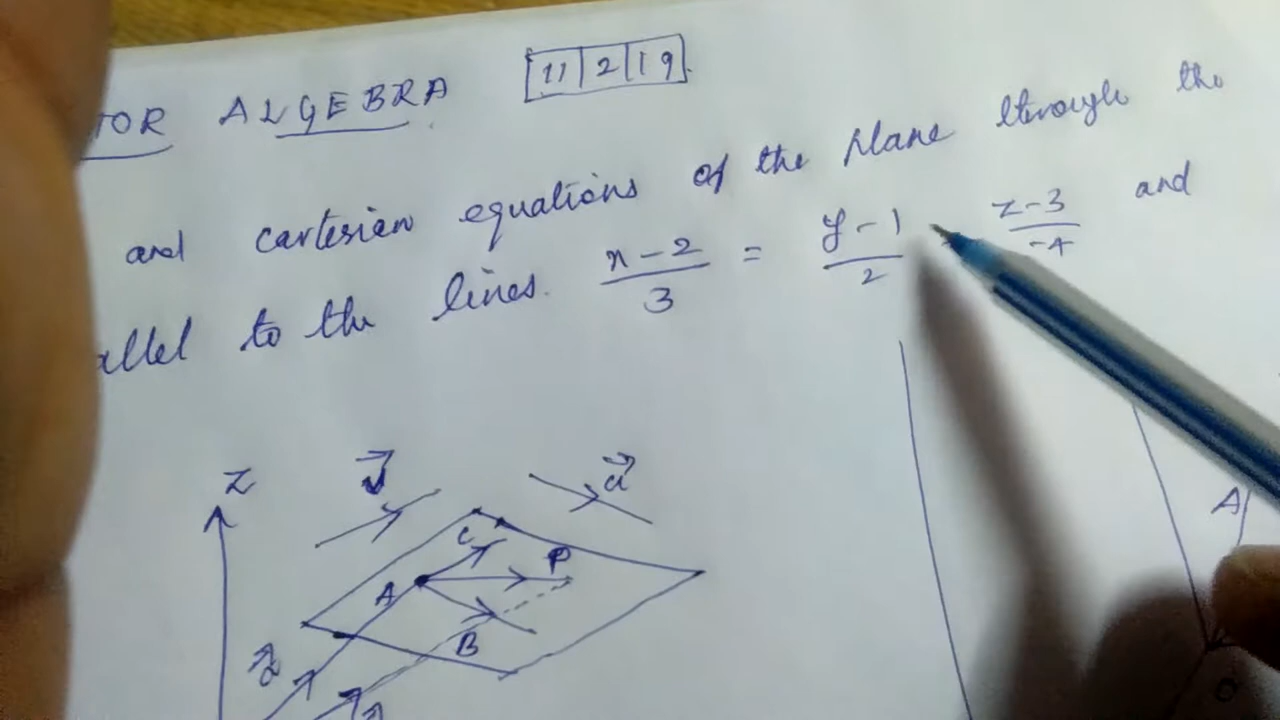 TOR ALGEBRA 11 | 2 | 19
and cartesian equations of the plane through the
allel to the lines. x-2/3 = y-1/2 z-3/-4 and
Z
A
B
C
P
A
O